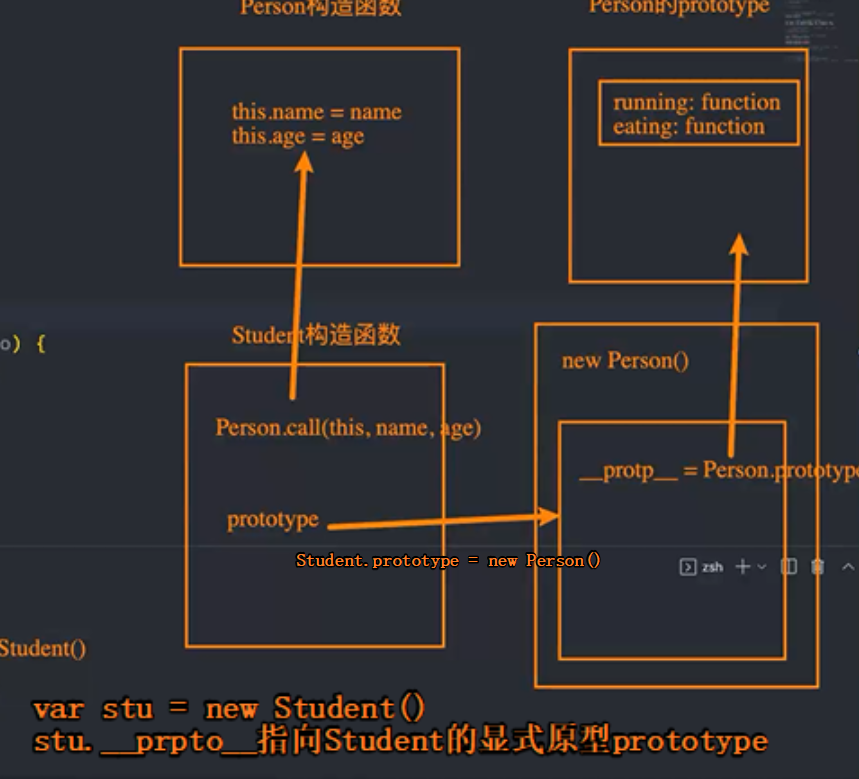 Person构造函数
Person的prototype
this.name = name
this.age = age
running: function
eating: function
Student构造函数
o) {
new Person()
Person.call(this, name, age)
__protp__ = Person.prototype
prototype
Student.prototype = new Person()
zsh
Student()
var stu = new Student()
stu.__prpto__指向Student的显式原型prototype